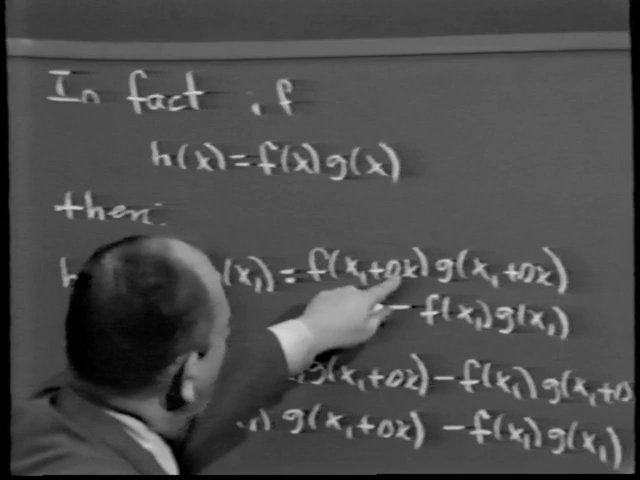 In fact if
h(x)=f(x)g(x)
then:
h (x₁)=f(x₁+Δx)g(x₁+Δx)
-f(x₁)g(x₁)
g(x₁+Δx)-f(x₁)g(x₁+Δ
₁)g(x₁+Δx)-f(x₁)g(x₁)